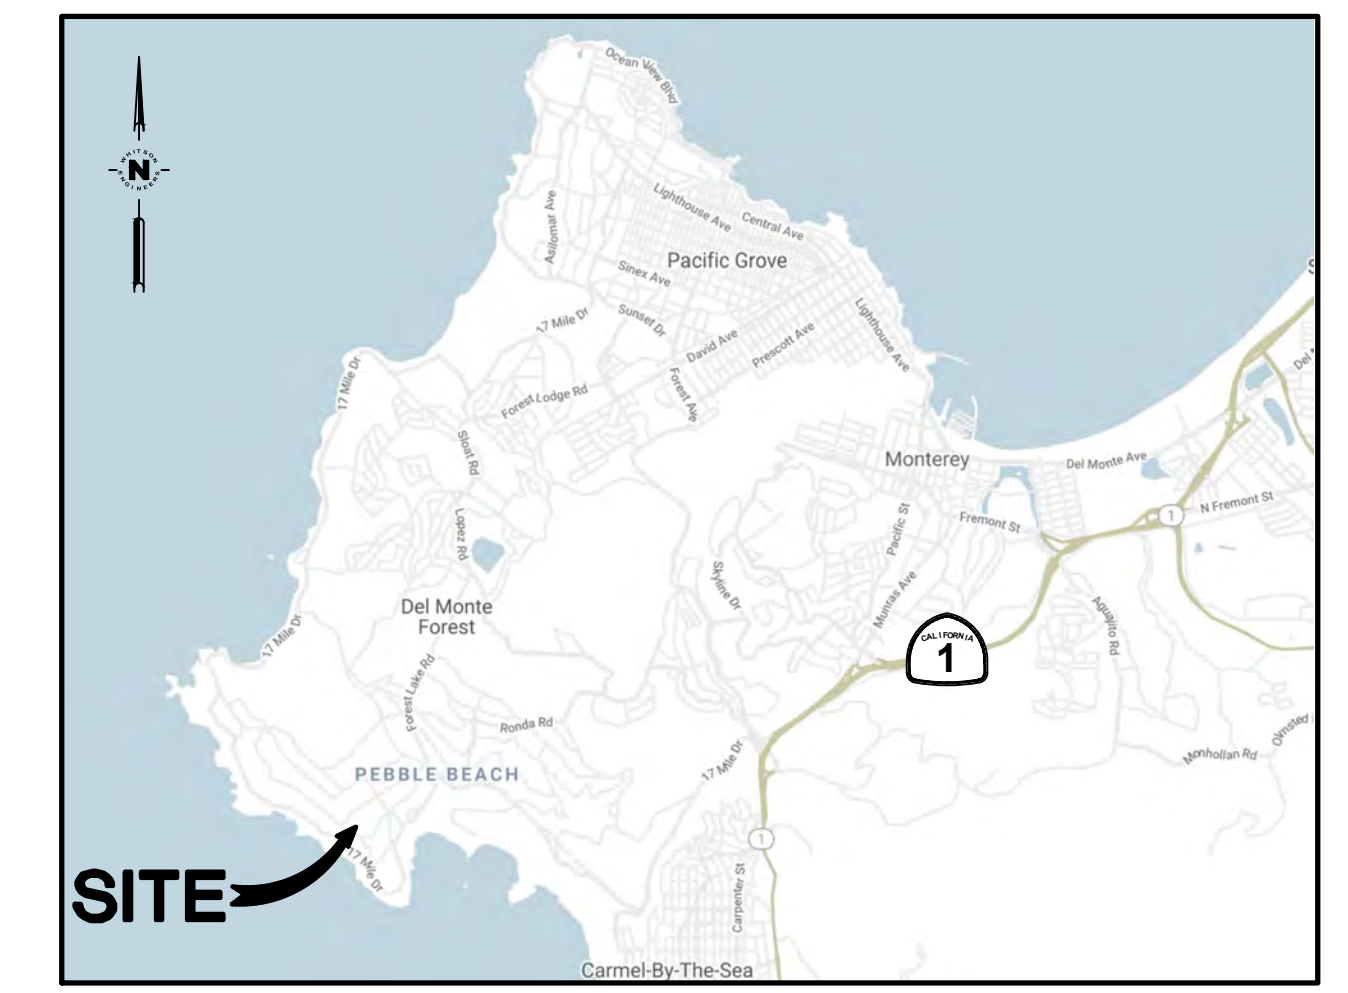 Ocean View Blvd
WHITSON
N
ENGINEERS
Lighthouse Ave
Central Ave
Asilomar Ave
Pacific Grove
Sinex Ave
17 Mile Dr
Sunset Dr
Lighthouse Ave
David Ave
Prescott Ave
17 Mile Dr
Forest Lodge Rd
Forest Ave
Del
Sloat Rd
Monterey
Del Monte Ave
Lopez Rd
Pacific St
Fremont St
1
N Fremont St
Skyline Dr
Del Monte
Forest
Munras Ave
Aguajito Rd
17 Mile Dr
CALIFORNIA
1
Forest Lake Rd
Ronda Rd
Olmsted
17 Mile Dr
Monhollan Rd
PEBBLE BEACH
1
17 Mile Dr
SITE
Carpenter St
Carmel-By-The-Sea